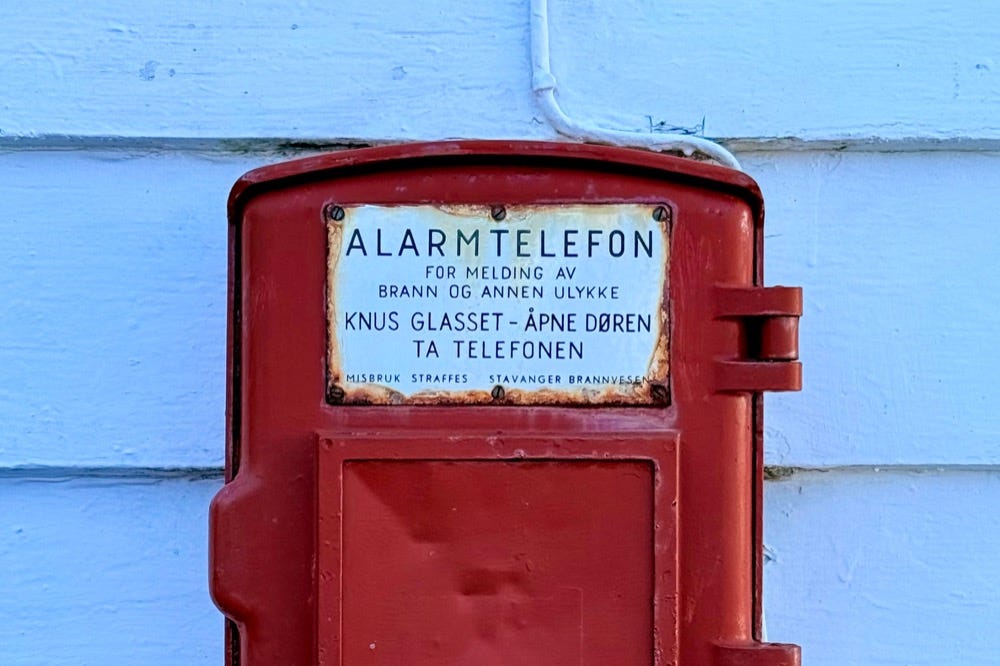 ALARMTELEFON
FOR MELDING AV
BRANN OG ANNEN ULYKKE
KNUS GLASSET - ÅPNE DØREN
TA TELEFONEN
MISBRUK STRAFFES STAVANGER BRANNVESEN